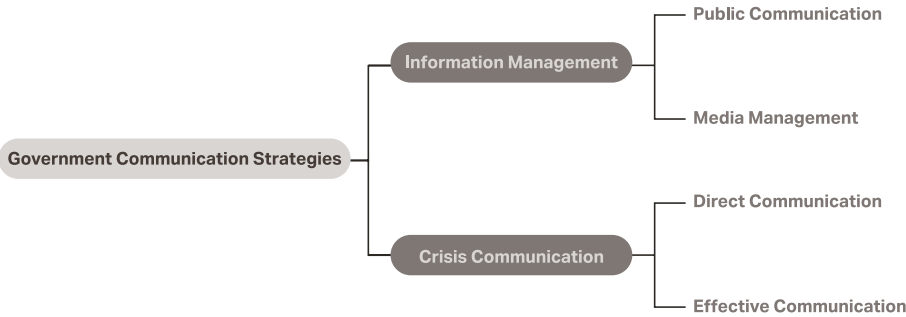 Government Communication Strategies
Information Management
Public Communication
Media Management
Crisis Communication
Direct Communication
Effective Communication